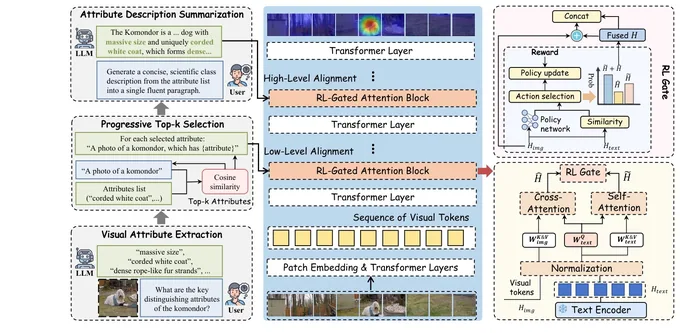 Attribute Description Summarization
The Komondor is a ... dog with
massive size and uniquely corded
white coat, which forms dense...
LLM
Generate a concise, scientific class
description from the attribute list
into a single fluent paragraph.
User
Progressive Top-k Selection
For each selected attribute:
"A photo of a komondor, which has {attribute}"
"A photo of a komondor"
Attributes list
("corded white coat",...)
Cosine
similarity
Top-k Attributes
Visual Attribute Extraction
"massive size",
"corded white coat",
"dense rope-like fur strands", ...
LLM
What are the key
distinguishing attributes
of the komondor?
User
Transformer Layer
High-Level Alignment
RL-Gated Attention Block
Transformer Layer
Low-Level Alignment
RL-Gated Attention Block
Transformer Layer
Sequence of Visual Tokens
Patch Embedding & Transformer Layers
Concat
Fused H
Reward
Policy update
Action selection
Policy
network
Similarity
Prob
H̄ + H̃
H̄
H̃
H_img
H_text
RL Gate
RL Gate
H̃
H̄
Cross-
Attention
Self-
Attention
W_img^K&V
W_text^Q
W_text^K&V
Normalization
Visual
tokens
H_text
H_img
Text Encoder